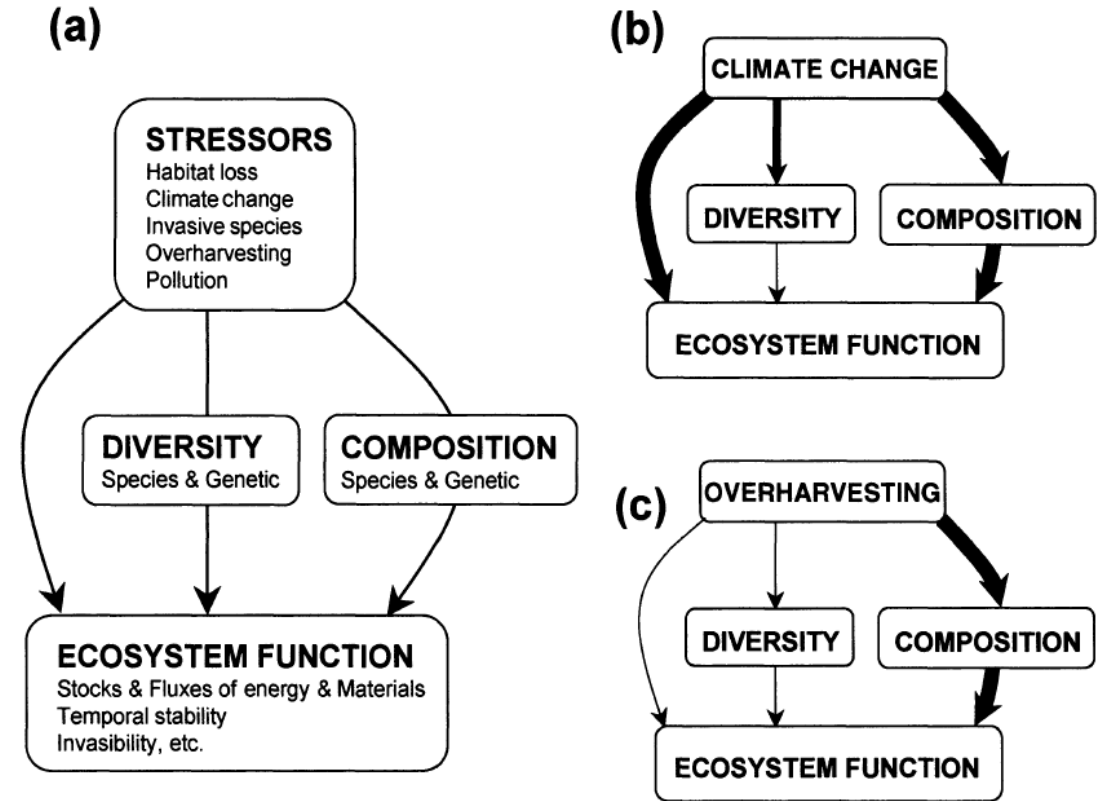 (a)
STRESSORS
Habitat loss
Climate change
Invasive species
Overharvesting
Pollution
DIVERSITY
Species & Genetic
COMPOSITION
Species & Genetic
ECOSYSTEM FUNCTION
Stocks & Fluxes of energy & Materials
Temporal stability
Invasibility, etc.
(b)
CLIMATE CHANGE
DIVERSITY
COMPOSITION
ECOSYSTEM FUNCTION
(c)
OVERHARVESTING
DIVERSITY
COMPOSITION
ECOSYSTEM FUNCTION